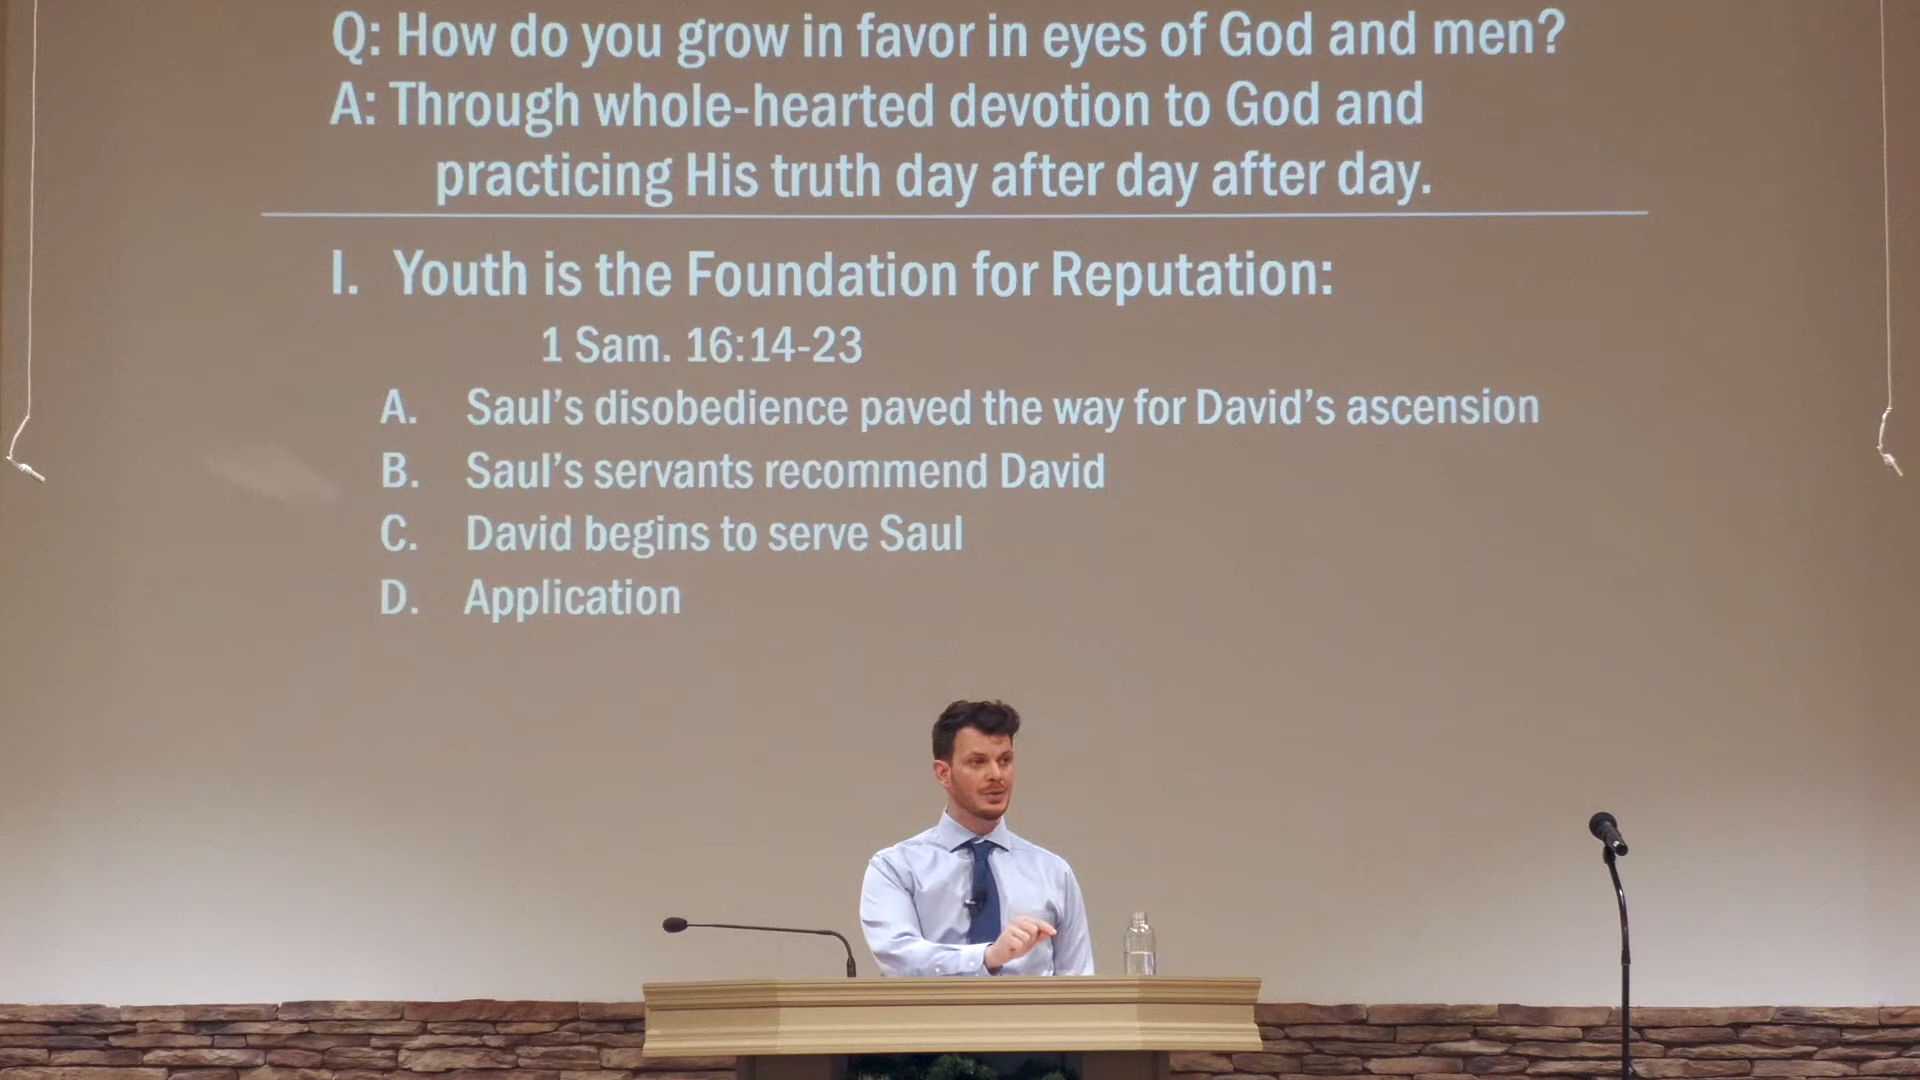 Q: How do you grow in favor in eyes of God and men?
A: Through whole-hearted devotion to God and
practicing His truth day after day after day.
I. Youth is the Foundation for Reputation:
1 Sam. 16:14-23
A. Saul’s disobedience paved the way for David’s ascension
B. Saul’s servants recommend David
C. David begins to serve Saul
D. Application